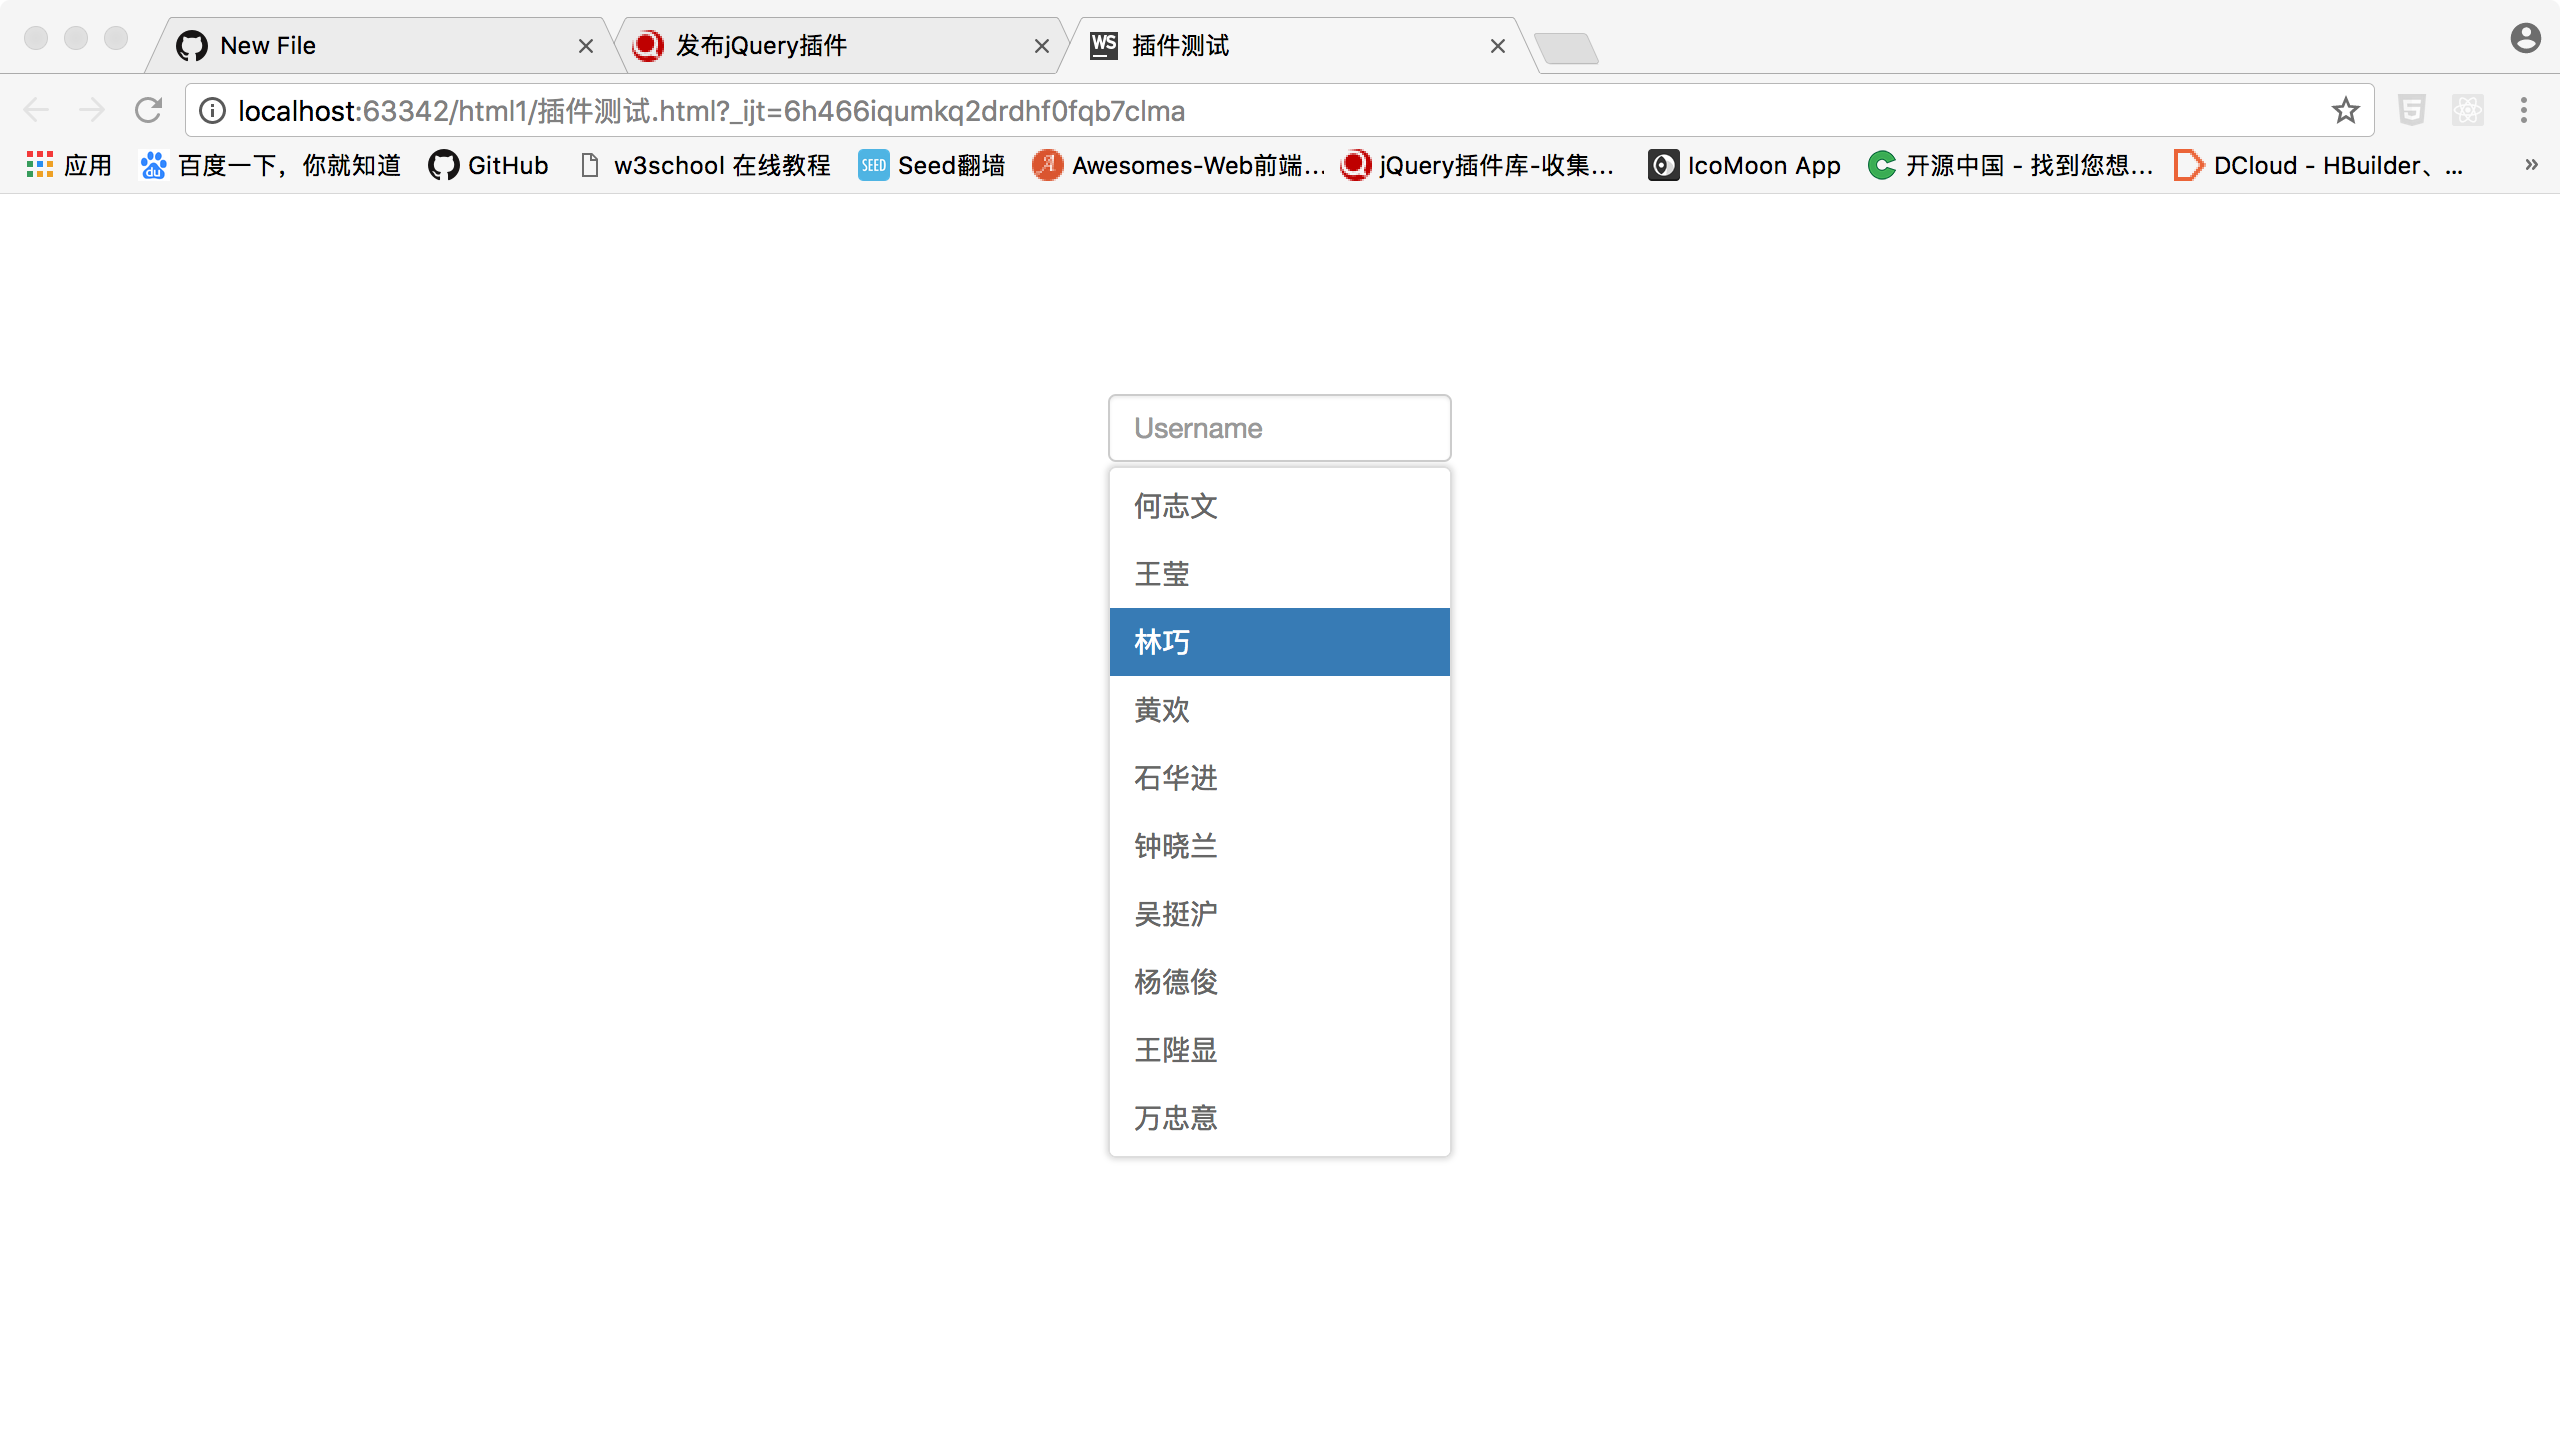 New File
发布jQuery插件
WS 插件测试
localhost:63342/html1/插件测试.html?_ijt=6h466iqumkq2drdhf0fqb7clma
应用 du 百度一下，你就知道 GitHub w3school 在线教程 SEED Seed翻墙 A Awesomes-Web前端... jQuery插件库-收集... IcoMoon App 开源中国 - 找到您想... DCloud - HBuilder、... »
Username
何志文
王莹
林巧
黄欢
石华进
钟晓兰
吴挺沪
杨德俊
王陛显
万忠意